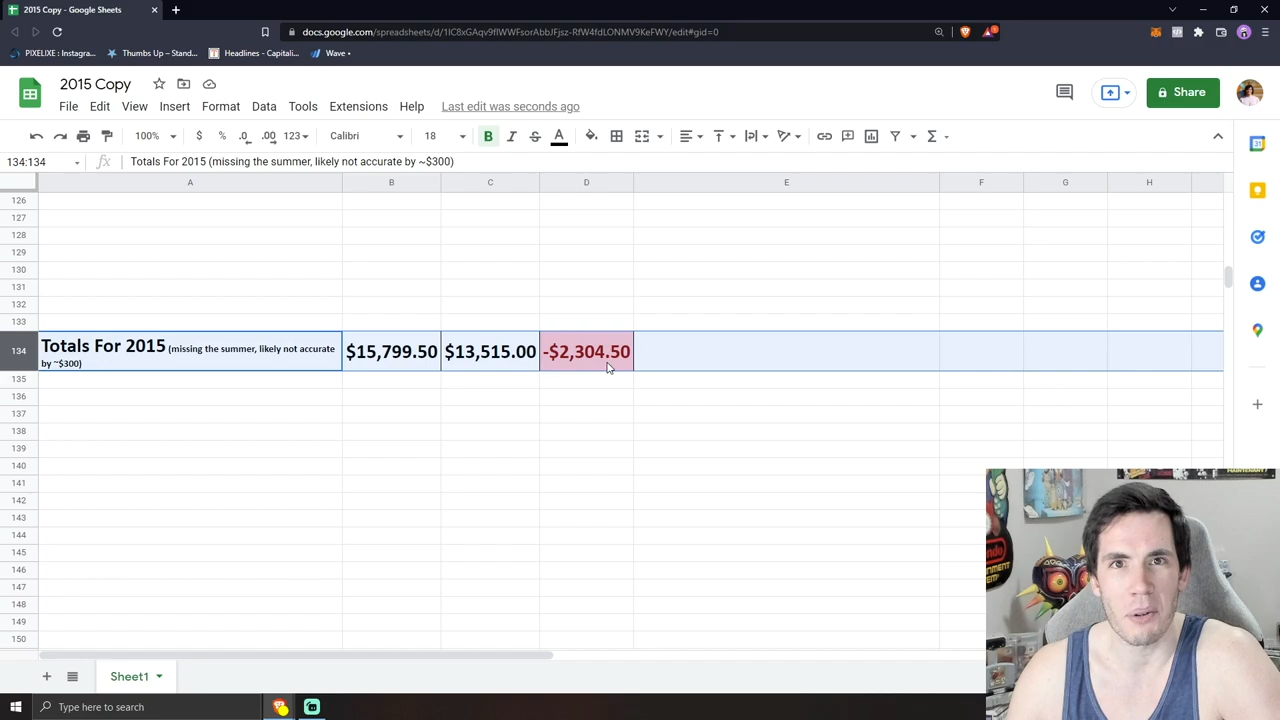 2015 Copy - Google Sheets
docs.google.com/spreadsheets/d/1IC8xGAqv9flWWFsorAbbJFjsz-RfW4fdLONMV9KeFWY/edit#gid=0
PIXELIXE: Instagra... Thumbs Up – Stand... Headlines - Capitali... Wave •
2015 Copy
File Edit View Insert Format Data Tools Extensions Help Last edit was seconds ago
Share
100% $ % .0 .00 123 Calibri 18 B I S A
134:134 fx Totals For 2015 (missing the summer, likely not accurate by ~$300)
A B C D E F G H
126
127
128
129
130
131
132
133
134 Totals For 2015 (missing the summer, likely not accurate
by ~$300)
$15,799.50 $13,515.00 -$2,304.50
135
136
137
138
139
140
141
142
143
144
145
146
147
148
149
150
Sheet1
Type here to search